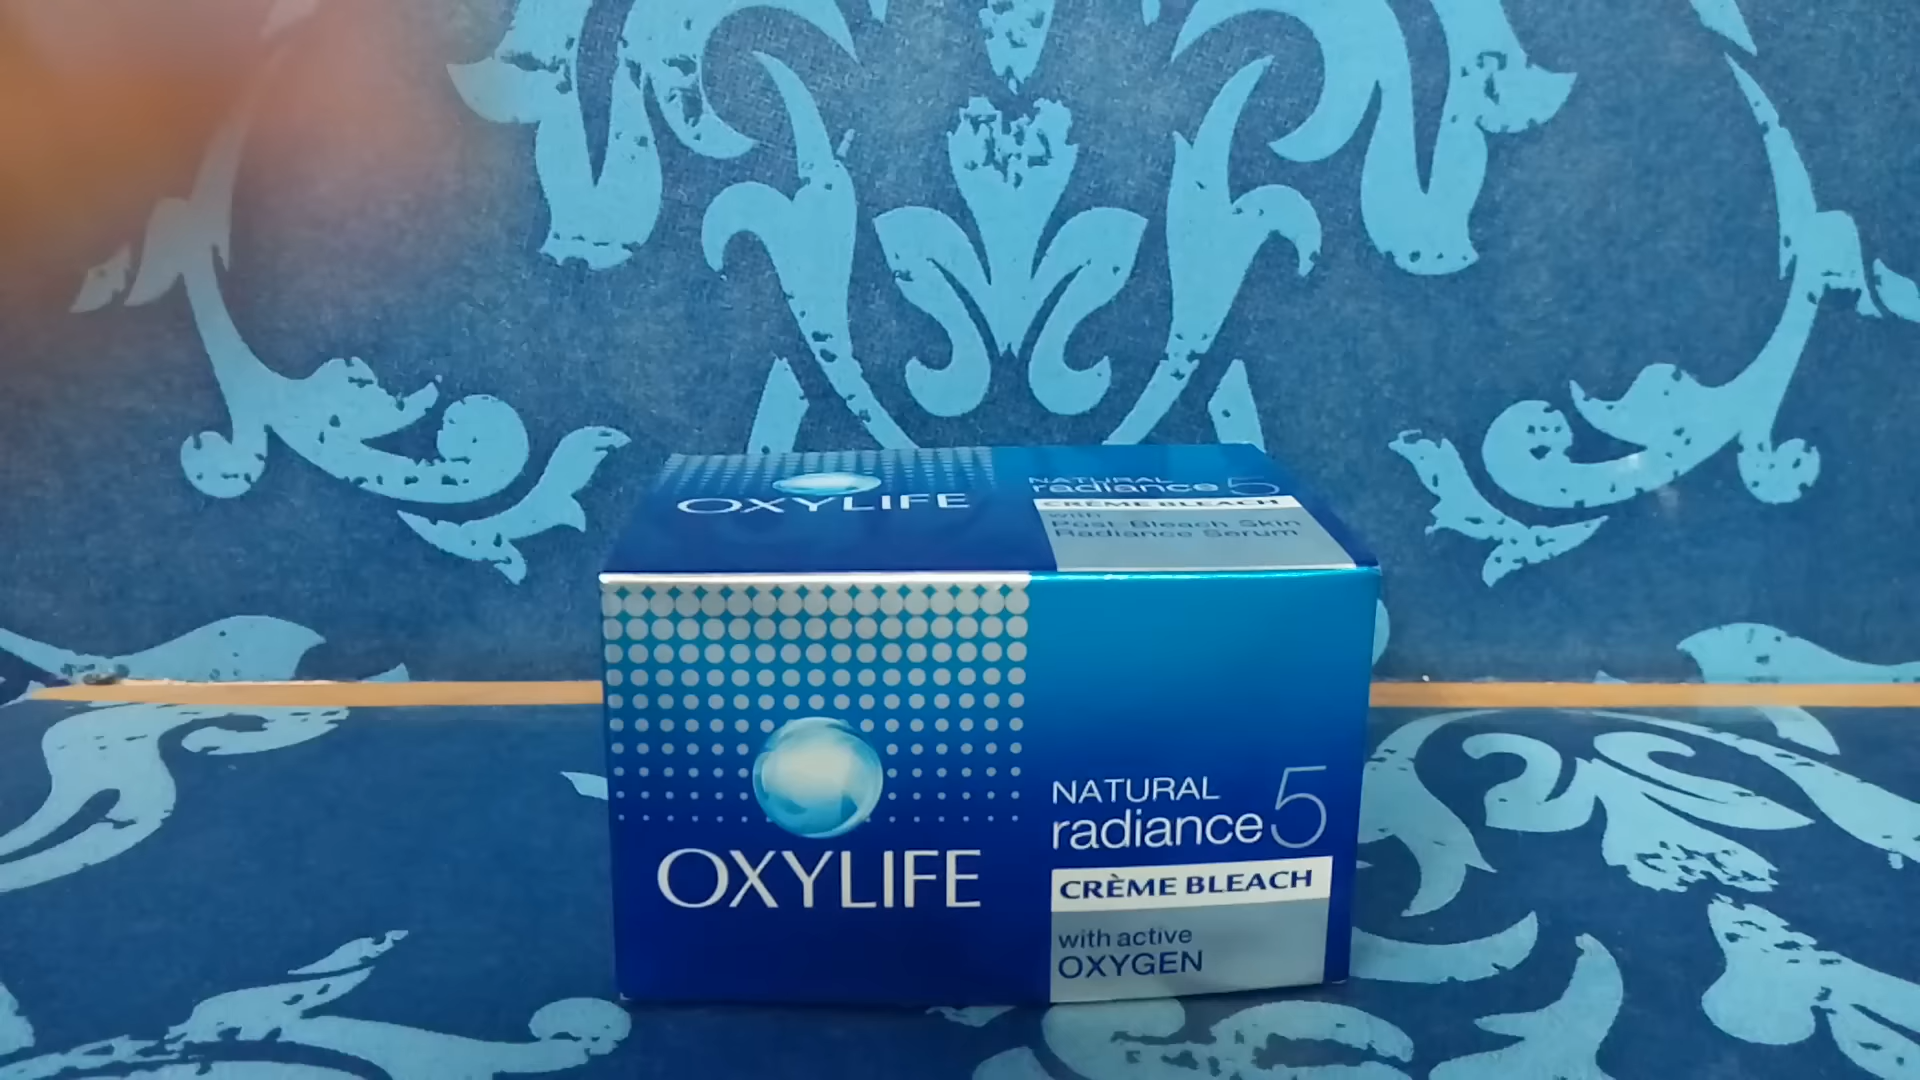 OXYLIFE
NATURAL
radiance 5
CRÈME BLEACH
with
Post Bleach Skin
Radiance Serum
OXYLIFE
NATURAL
radiance 5
CRÈME BLEACH
with active
OXYGEN